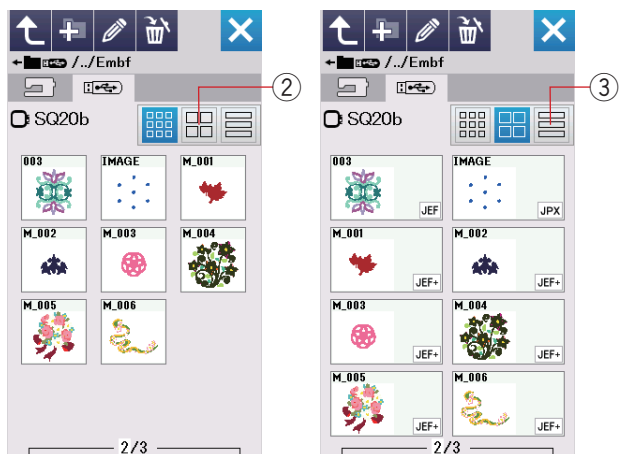 /../Embf
SQ20b
②
003 IMAGE M_001
M_002 M_003 M_004
M_005 M_006
2/3
/../Embf
SQ20b
③
003 IMAGE
JEF JPX
M_001 M_002
JEF+ JEF+
M_003 M_004
JEF+ JEF+
M_005 M_006
JEF+ JEF+
2/3